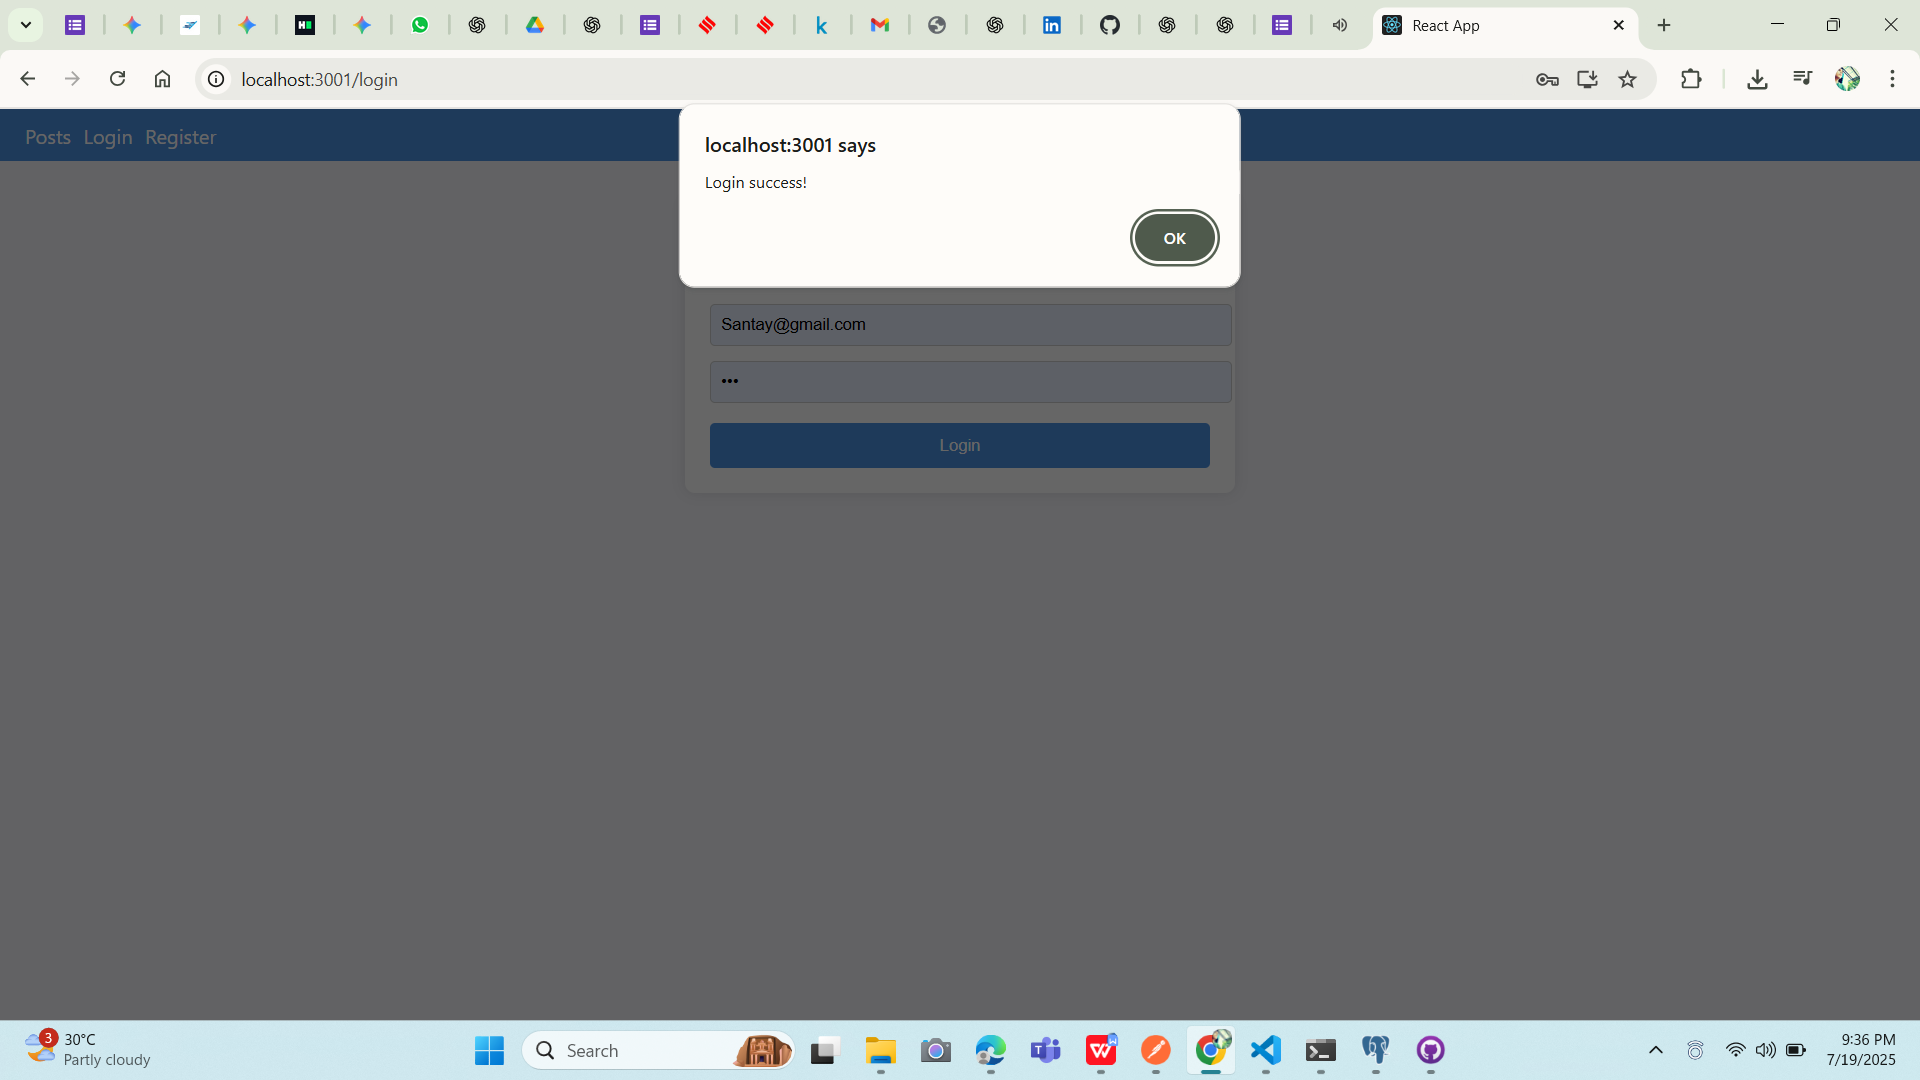 React App
localhost:3001/login
Posts Login Register
localhost:3001 says
Login success!
OK
Santay@gmail.com
•••
Login
3
30°C
Partly cloudy
Search
9:36 PM
7/19/2025